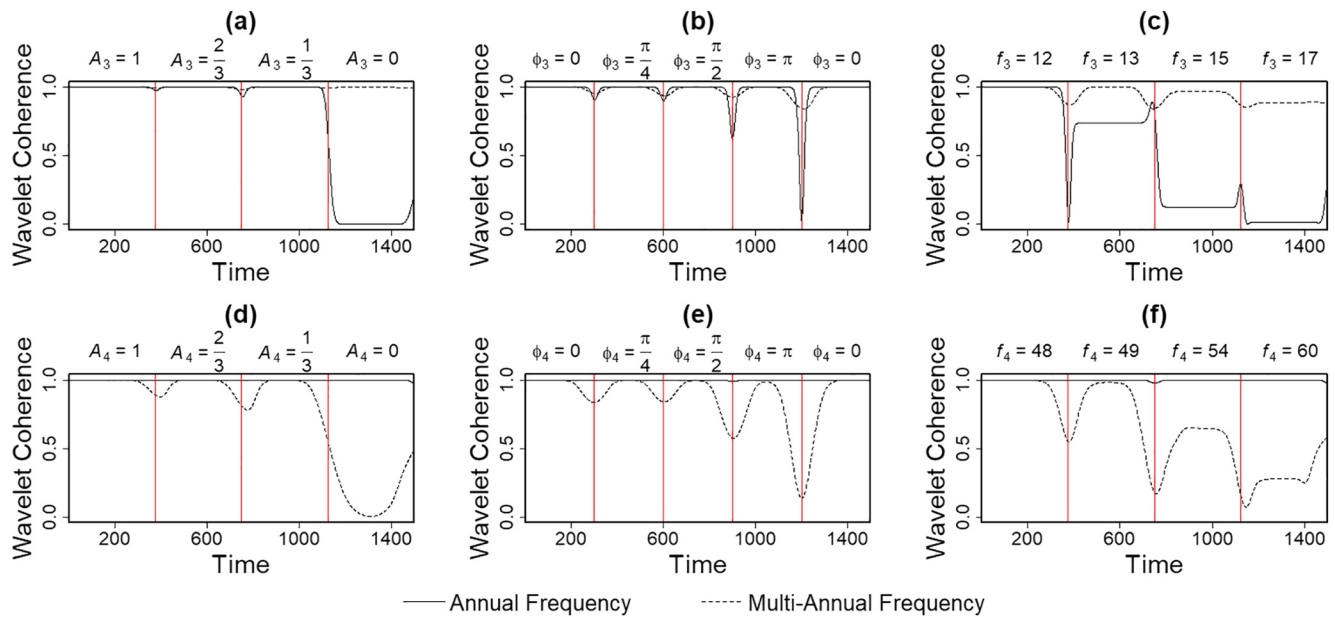 (a)
A3 = 1 A3 = 2/3 A3 = 1/3 A3 = 0
Wavelet Coherence
1.0
0.5
0.0
200 600 1000 1400
Time
(b)
ϕ3 = 0 ϕ3 = π/4 ϕ3 = π/2 ϕ3 = π ϕ3 = 0
Wavelet Coherence
1.0
0.5
0.0
200 600 1000 1400
Time
(c)
f3 = 12 f3 = 13 f3 = 15 f3 = 17
Wavelet Coherence
1.0
0.5
0.0
200 600 1000 1400
Time
(d)
A4 = 1 A4 = 2/3 A4 = 1/3 A4 = 0
Wavelet Coherence
1.0
0.5
0.0
200 600 1000 1400
Time
(e)
ϕ4 = 0 ϕ4 = π/4 ϕ4 = π/2 ϕ4 = π ϕ4 = 0
Wavelet Coherence
1.0
0.5
0.0
200 600 1000 1400
Time
(f)
f4 = 48 f4 = 49 f4 = 54 f4 = 60
Wavelet Coherence
1.0
0.5
0.0
200 600 1000 1400
Time
Annual Frequency Multi-Annual Frequency